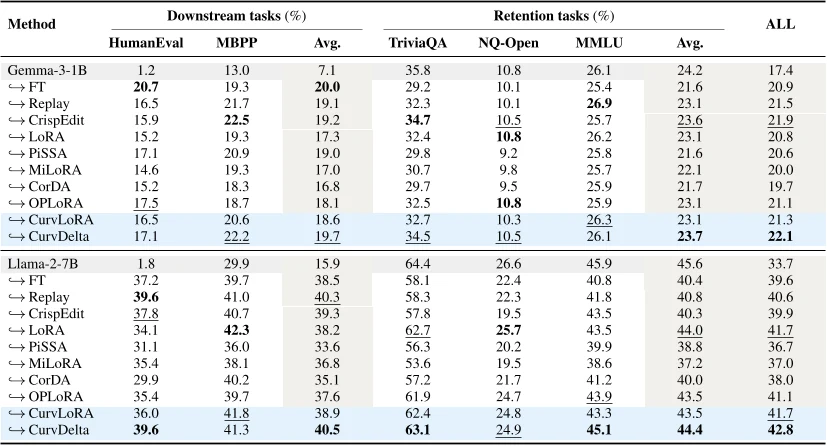 Method Downstream tasks (%) Retention tasks (%) ALL
HumanEval MBPP Avg. TriviaQA NQ-Open MMLU Avg.
Gemma-3-1B 1.2 13.0 7.1 35.8 10.8 26.1 24.2 17.4
↪ FT 20.7 19.3 20.0 29.2 10.1 25.4 21.6 20.9
↪ Replay 16.5 21.7 19.1 32.3 10.1 26.9 23.1 21.5
↪ CrispEdit 15.9 22.5 19.2 34.7 10.5 25.7 23.6 21.9
↪ LoRA 15.2 19.3 17.3 32.4 10.8 26.2 23.1 20.8
↪ PiSSA 17.1 20.9 19.0 29.8 9.2 25.8 21.6 20.6
↪ MiLoRA 14.6 19.3 17.0 30.7 9.8 25.7 22.1 20.0
↪ CorDA 15.2 18.3 16.8 29.7 9.5 25.9 21.7 19.7
↪ OPLoRA 17.5 18.7 18.1 32.5 10.8 25.9 23.1 21.1
↪ CurvLoRA 16.5 20.6 18.6 32.7 10.3 26.3 23.1 21.3
↪ CurvDelta 17.1 22.2 19.7 34.5 10.5 26.1 23.7 22.1
Llama-2-7B 1.8 29.9 15.9 64.4 26.6 45.9 45.6 33.7
↪ FT 37.2 39.7 38.5 58.1 22.4 40.8 40.4 39.6
↪ Replay 39.6 41.0 40.3 58.3 22.3 41.8 40.8 40.6
↪ CrispEdit 37.8 40.7 39.3 57.8 19.5 43.5 40.3 39.9
↪ LoRA 34.1 42.3 38.2 62.7 25.7 43.5 44.0 41.7
↪ PiSSA 31.1 36.0 33.6 56.3 20.2 39.9 38.8 36.7
↪ MiLoRA 35.4 38.1 36.8 53.6 19.5 38.6 37.2 37.0
↪ CorDA 29.9 40.2 35.1 57.2 21.7 41.2 40.0 38.0
↪ OPLoRA 35.4 39.7 37.6 61.9 24.7 43.9 43.5 41.1
↪ CurvLoRA 36.0 41.8 38.9 62.4 24.8 43.3 43.5 41.7
↪ CurvDelta 39.6 41.3 40.5 63.1 24.9 45.1 44.4 42.8